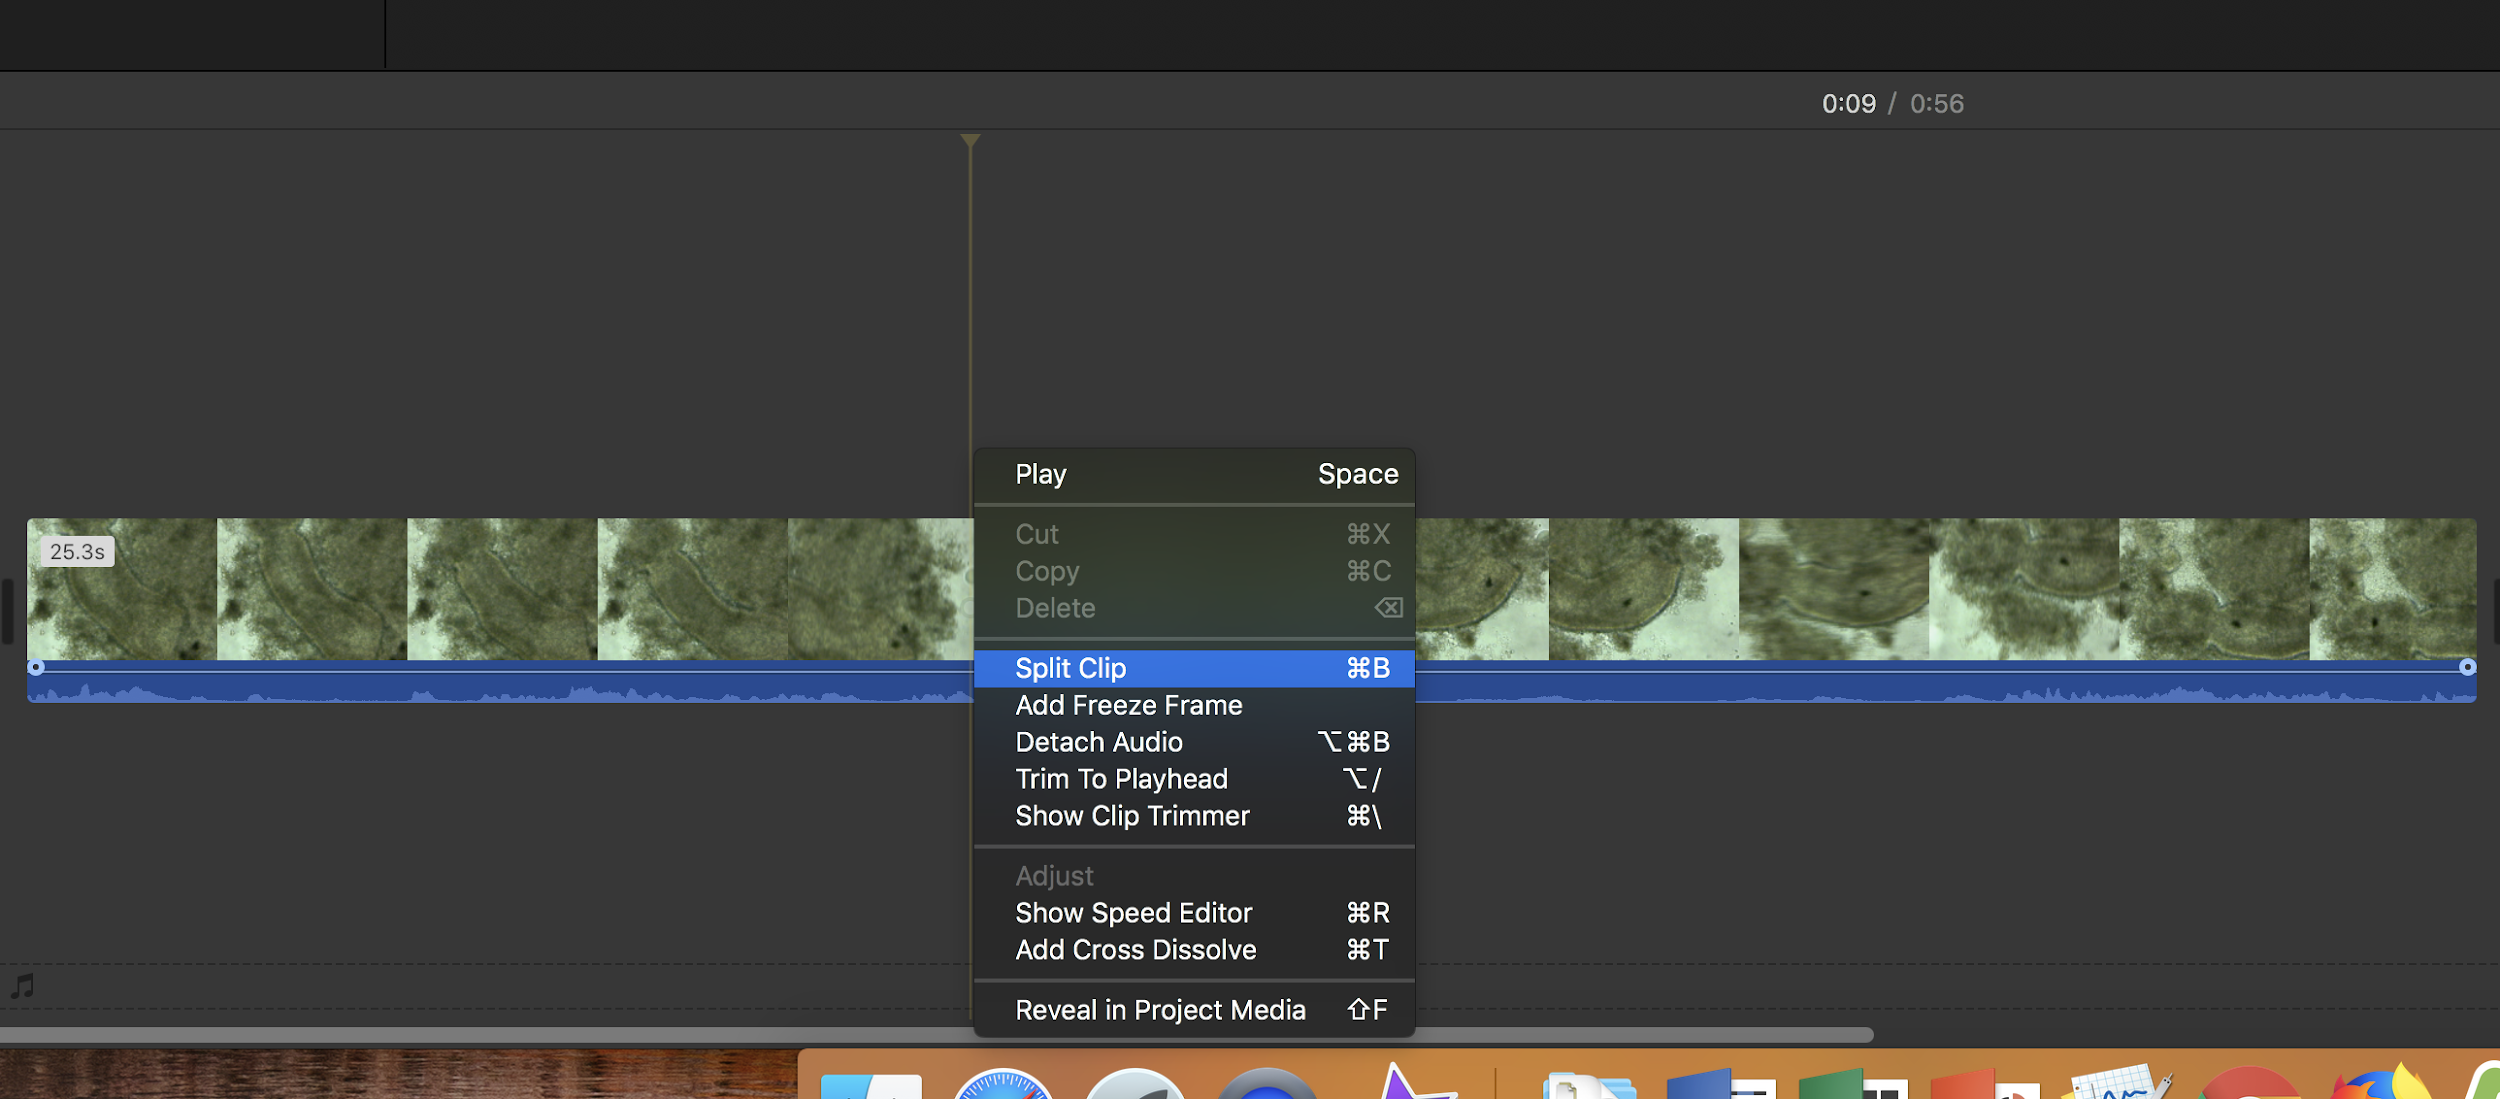 0:09 / 0:56
25.3s
Play Space
Cut ⌘X
Copy ⌘C
Delete ⌫
Split Clip ⌘B
Add Freeze Frame
Detach Audio ⌥⌘B
Trim To Playhead ⌥/
Show Clip Trimmer ⌘\
Adjust
Show Speed Editor ⌘R
Add Cross Dissolve ⌘T
Reveal in Project Media ⇧F